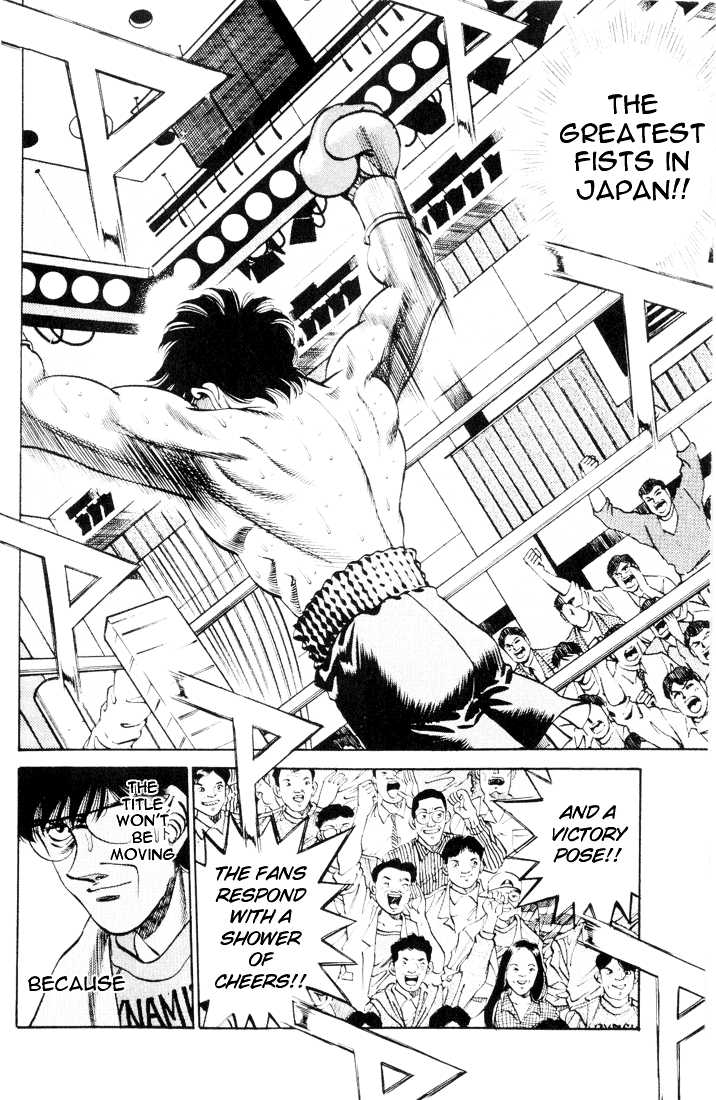 THE
GREATEST
FISTS IN
JAPAN!!
THE
TITLE
WON'T
BE
MOVING
BECAUSE
NAMI
THE FANS
RESPOND
WITH A
SHOWER
OF
CHEERS!!
AND A
VICTORY
POSE!!